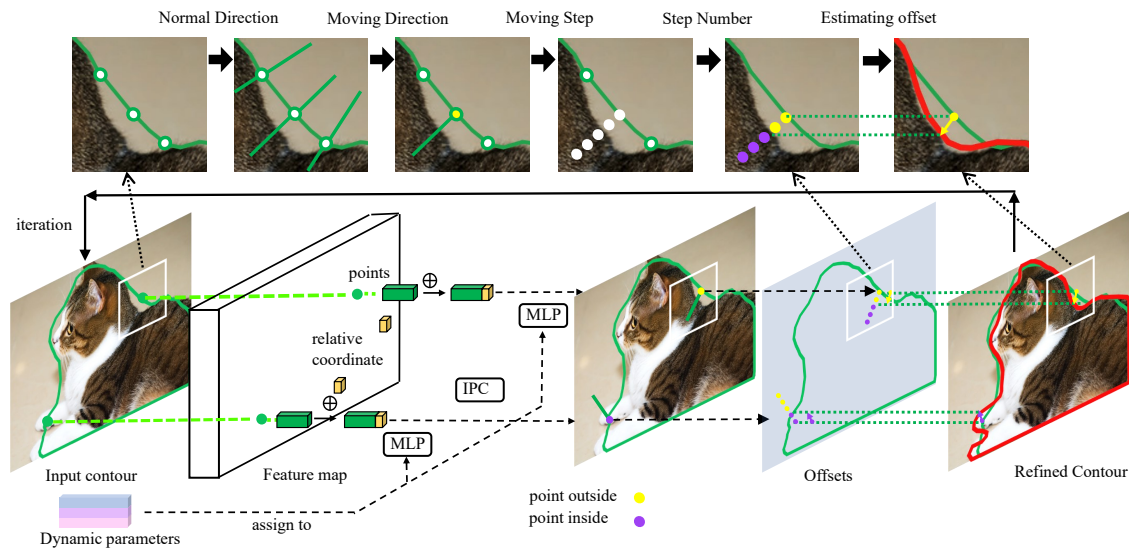 Normal Direction
Moving Direction
Moving Step
Step Number
Estimating offset
iteration
points
MLP
relative
coordinate
IPC
MLP
Input contour
Feature map
Offsets
Refined Contour
point outside
point inside
assign to
Dynamic parameters